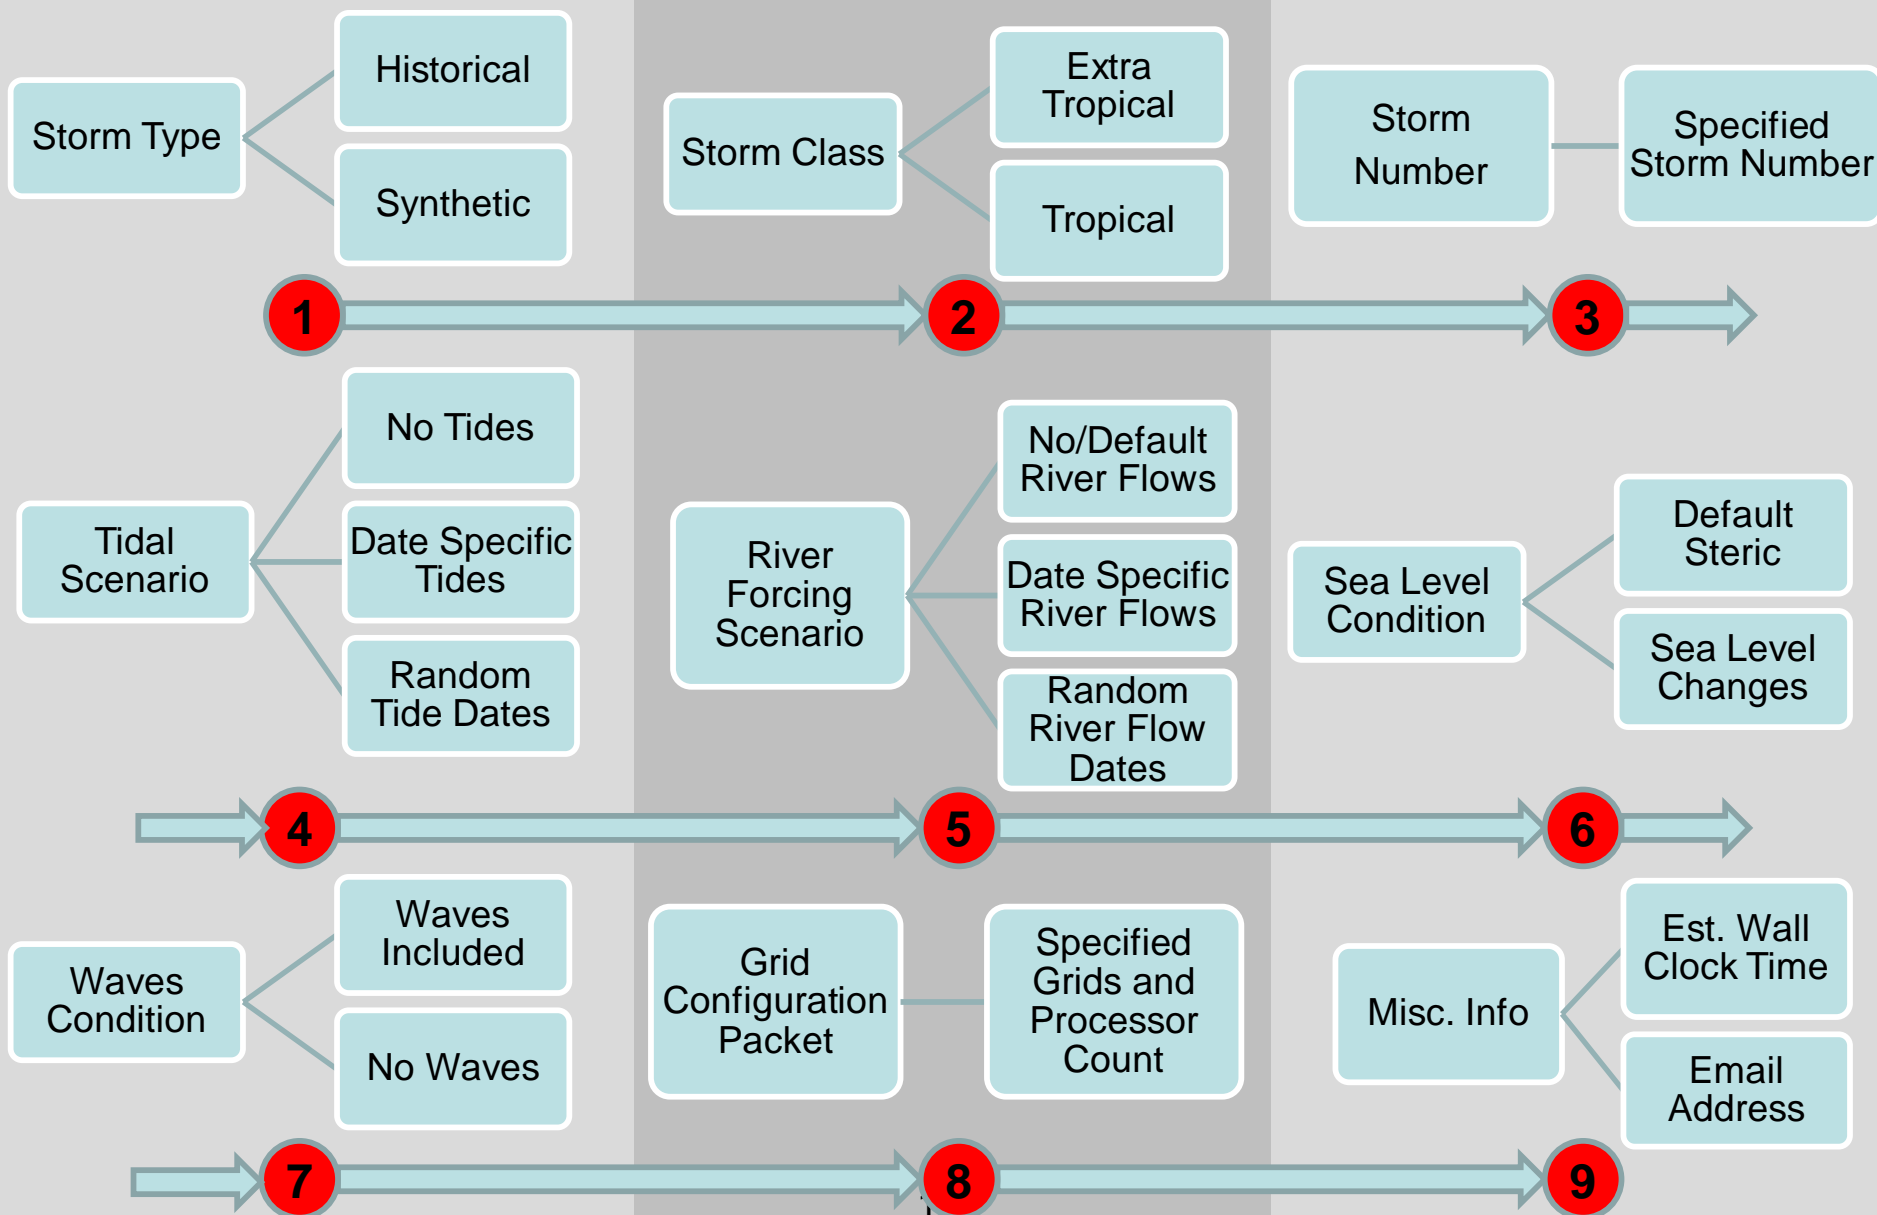 Storm Type
Historical
Synthetic
Storm Class
Extra
Tropical
Tropical
Storm
Number
Specified
Storm Number
1
2
3
Tidal
Scenario
No Tides
Date Specific
Tides
Random
Tide Dates
River
Forcing
Scenario
No/Default
River Flows
Date Specific
River Flows
Random
River Flow
Dates
Sea Level
Condition
Default
Steric
Sea Level
Changes
4
5
6
Waves
Condition
Waves
Included
No Waves
Grid
Configuration
Packet
Specified
Grids and
Processor
Count
Misc. Info
Est. Wall
Clock Time
Email
Address
7
8
9